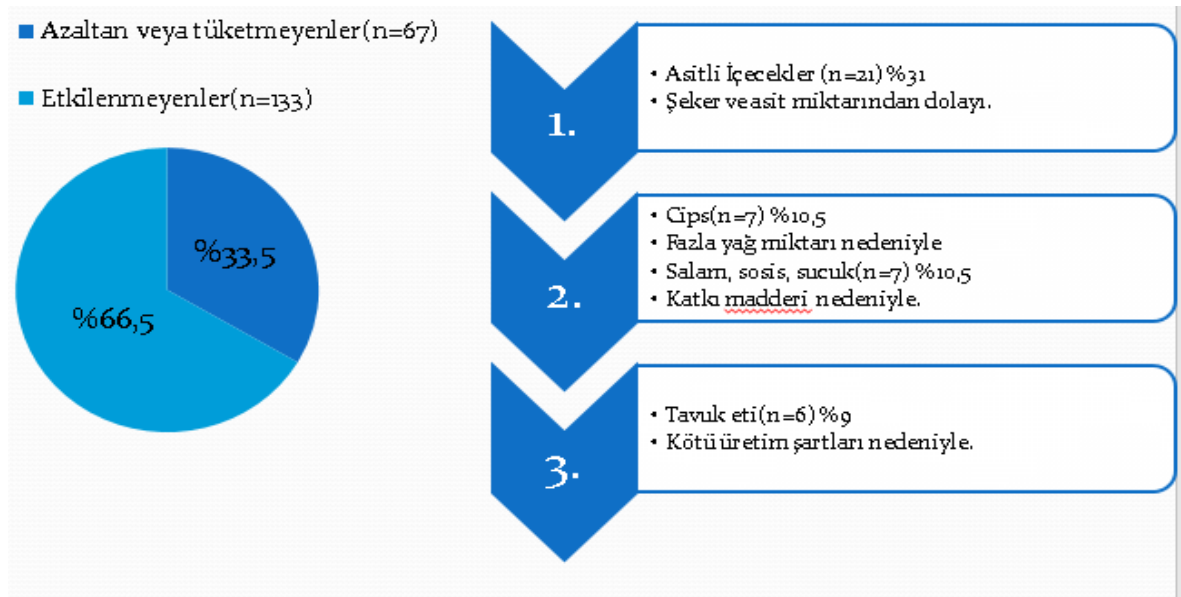 Azaltan veya tüketmeyenler(n=67)
Etkilenmeyenler(n=133)
%33,5
%66,5
1.
• Asitli İçecekler (n=21) %31
• Şeker ve asit miktarından dolayı.
2.
• Cips(n=7) %10,5
• Fazla yağ miktarı nedeniyle
• Salam, sosis, sucuk(n=7) %10,5
• Katkı madderi nedeniyle.
3.
• Tavuk eti(n=6) %9
• Kötü üretim şartları nedeniyle.